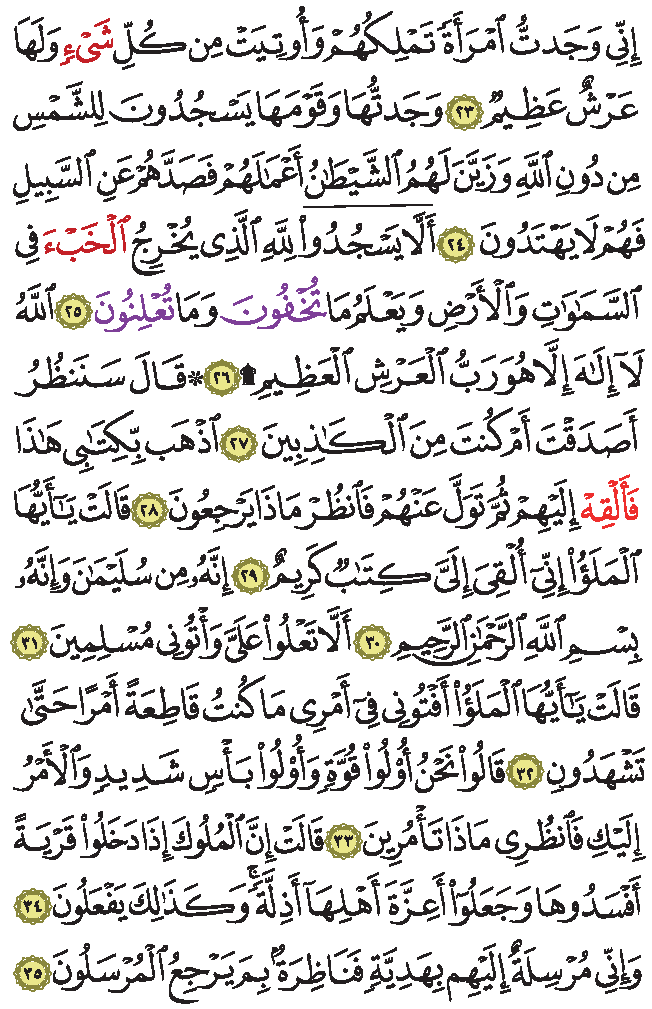 إِنِّي وَجَدتُّ ٱمْرَأَةً تَمْلِكُهُمْ وَأُوتِيَتْ مِن كُلِّ شَىْءٍ وَلَهَا
عَرْشٌ عَظِيمٌ ٢٣ وَجَدتُّهَا وَقَوْمَهَا يَسْجُدُونَ لِلشَّمْسِ
مِن دُونِ ٱللَّهِ وَزَيَّنَ لَهُمُ ٱلشَّيْطَٰنُ أَعْمَٰلَهُمْ فَصَدَّهُمْ عَنِ ٱلسَّبِيلِ
فَهُمْ لَا يَهْتَدُونَ ٢٤ أَلَّا يَسْجُدُوا۟ لِلَّهِ ٱلَّذِى يُخْرِجُ ٱلْخَبْءَ فِى
ٱلسَّمَٰوَٰتِ وَٱلْأَرْضِ وَيَعْلَمُ مَا تُخْفُونَ وَمَا تُعْلِنُونَ ٢٥ ٱللَّهُ
لَآ إِلَٰهَ إِلَّا هُوَ رَبُّ ٱلْعَرْشِ ٱلْعَظِيمِ ۩ ٢٦ * قَالَ سَنَنظُرُ
أَصَدَقْتَ أَمْ كُنتَ مِنَ ٱلْكَٰذِبِينَ ٢٧ ٱذْهَب بِّكِتَٰبِى هَٰذَا
فَأَلْقِهْ إِلَيْهِمْ ثُمَّ تَوَلَّ عَنْهُمْ فَٱنظُرْ مَاذَا يَرْجِعُونَ ٢٨ قَالَتْ يَٰٓأَيُّهَا
ٱلْمَلَؤُا۟ إِنِّىٓ أُلْقِىَ إِلَىَّ كِتَٰبٌ كَرِيمٌ ٢٩ إِنَّهُۥ مِن سُلَيْمَٰنَ وَإِنَّهُۥ
بِسْمِ ٱللَّهِ ٱلرَّحْمَٰنِ ٱلرَّحِيمِ ٣٠ أَلَّا تَعْلُوا۟ عَلَىَّ وَأْتُونِى مُسْلِمِينَ ٣١
قَالَتْ يَٰٓأَيُّهَا ٱلْمَلَؤُا۟ أَفْتُونِى فِىٓ أَمْرِى مَا كُنتُ قَاطِعَةً أَمْرًا حَتَّىٰ
تَشْهَدُونِ ٣٢ قَالُوا۟ نَحْنُ أُو۟لُوا۟ قُوَّةٍ وَأُو۟لُوا۟ بَأْسٍ شَدِيدٍ وَٱلْأَمْرُ
إِلَيْكِ فَٱنظُرِى مَاذَا تَأْمُرِينَ ٣٣ قَالَتْ إِنَّ ٱلْمُلُوكَ إِذَا دَخَلُوا۟ قَرْيَةً
أَفْسَدُوهَا وَجَعَلُوٓا۟ أَعِزَّةَ أَهْلِهَآ أَذِلَّةً ۚ وَكَذَٰلِكَ يَفْعَلُونَ ٣٤
وَإِنِّى مُرْسِلَةٌ إِلَيْهِم بِهَدِيَّةٍ فَنَاظِرَةٌۢ بِمَ يَرْجِعُ ٱلْمُرْسَلُونَ ٣٥